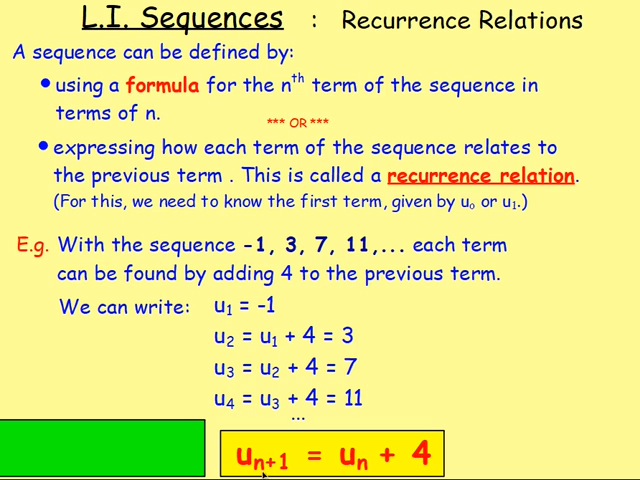 L.I. Sequences : Recurrence Relations
A sequence can be defined by:
• using a formula for the nᵗʰ term of the sequence in
terms of n.
*** OR ***
• expressing how each term of the sequence relates to
the previous term . This is called a recurrence relation.
(For this, we need to know the first term, given by uₒ or u₁.)
E.g. With the sequence -1, 3, 7, 11,... each term
can be found by adding 4 to the previous term.
We can write: u₁ = -1
u₂ = u₁ + 4 = 3
u₃ = u₂ + 4 = 7
u₄ = u₃ + 4 = 11
...
uₙ₊₁ = uₙ + 4